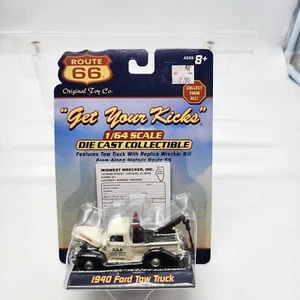 ROUTE
66
Original Toy Co.
AGES 8+
COLLECT
THEM
ALL!
"Get Your Kicks"
1/64 SCALE
DIE CAST COLLECTIBLE
Features Tow Truck With Replica Wrecker Bill
From Along Historic Route 66
MIDWEST WRECKER, INC.
1940 Ford Tow Truck